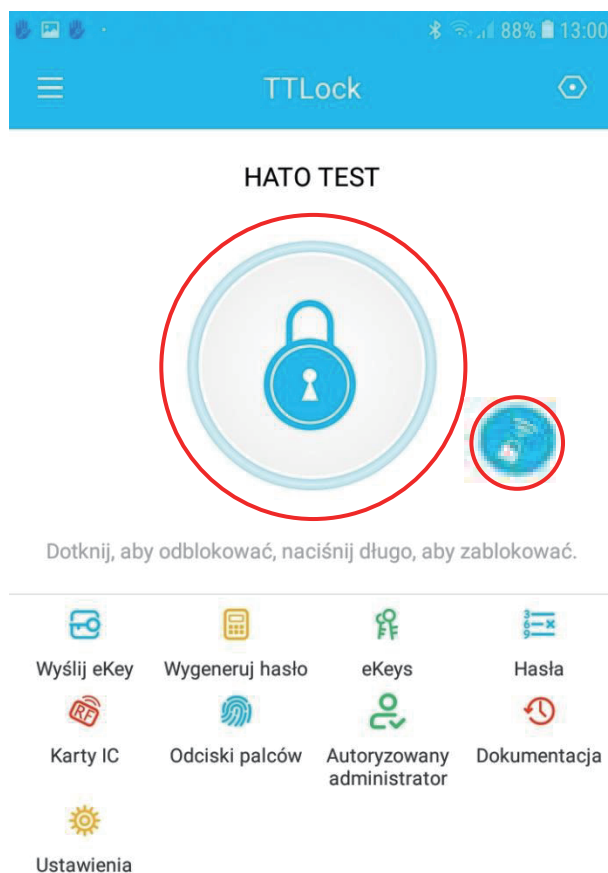 88% 13:00
TTLock
HATO TEST
Dotknij, aby odblokować, naciśnij długo, aby zablokować.
Wyślij eKey
Wygeneruj hasło
eKeys
Hasła
RF
Karty IC
Odciski palców
Autoryzowany
administrator
Dokumentacja
Ustawienia